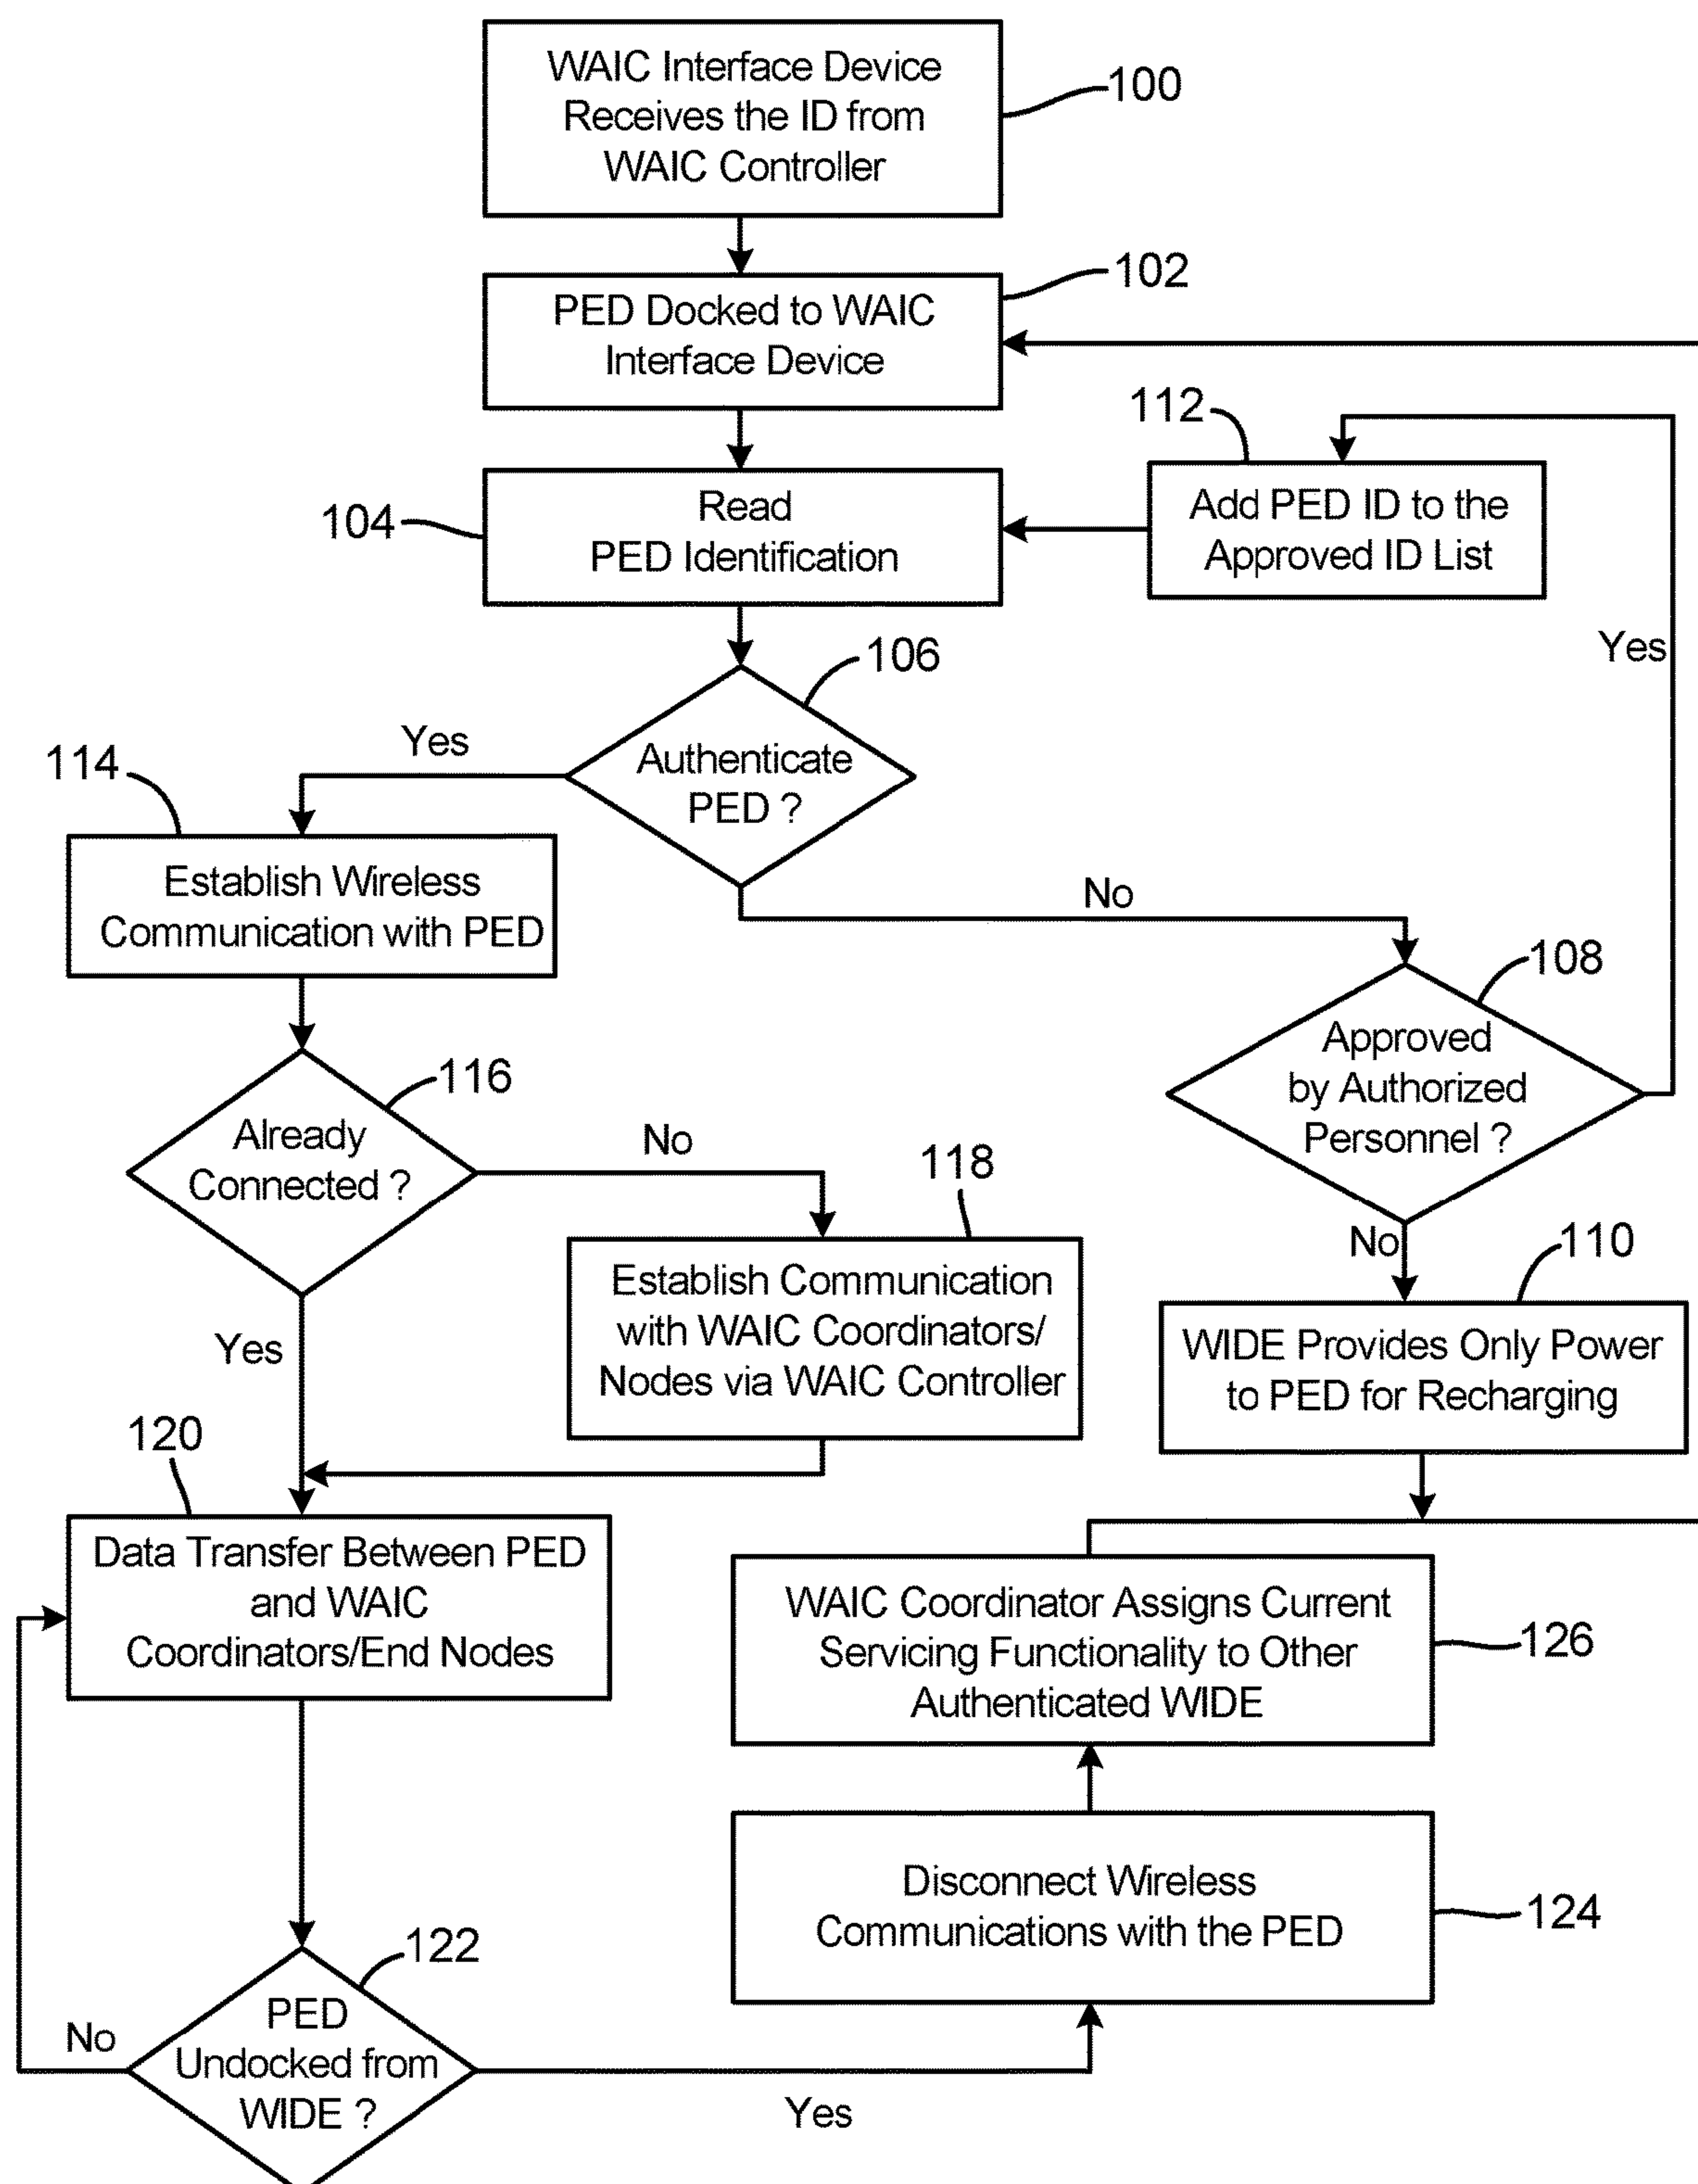 WAIC Interface Device
Receives the ID from
WAIC Controller
100
PED Docked to WAIC
Interface Device
102
112
Read
PED Identification
104
Add PED ID to the
Approved ID List
Yes
106
Authenticate
PED ?
Yes
114
No
Establish Wireless
Communication with PED
108
Approved
by Authorized
Personnel ?
116
Already
Connected ?
No
118
Establish Communication
with WAIC Coordinators/
Nodes via WAIC Controller
No
110
WIDE Provides Only Power
to PED for Recharging
Yes
120
Data Transfer Between PED
and WAIC
Coordinators/End Nodes
WAIC Coordinator Assigns Current
Servicing Functionality to Other
Authenticated WIDE
126
Disconnect Wireless
Communications with the PED
124
122
PED
Undocked from
WIDE ?
No
Yes